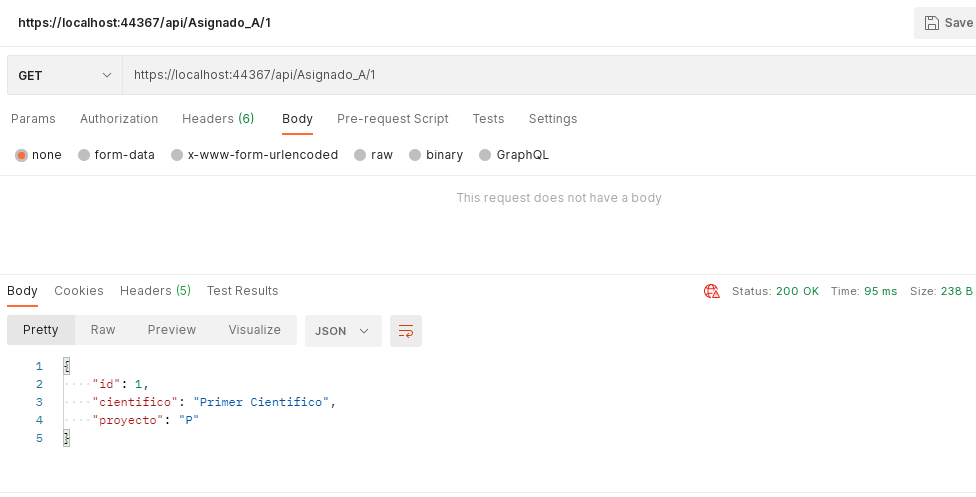 https://localhost:44367/api/Asignado_A/1
Save
GET https://localhost:44367/api/Asignado_A/1
Params Authorization Headers (6) Body Pre-request Script Tests Settings
none form-data x-www-form-urlencoded raw binary GraphQL
This request does not have a body
Body Cookies Headers (5) Test Results Status: 200 OK Time: 95 ms Size: 238 B
Pretty Raw Preview Visualize JSON
1 {
2 "id": 1,
3 "cientifico": "Primer Cientifico",
4 "proyecto": "P"
5 }